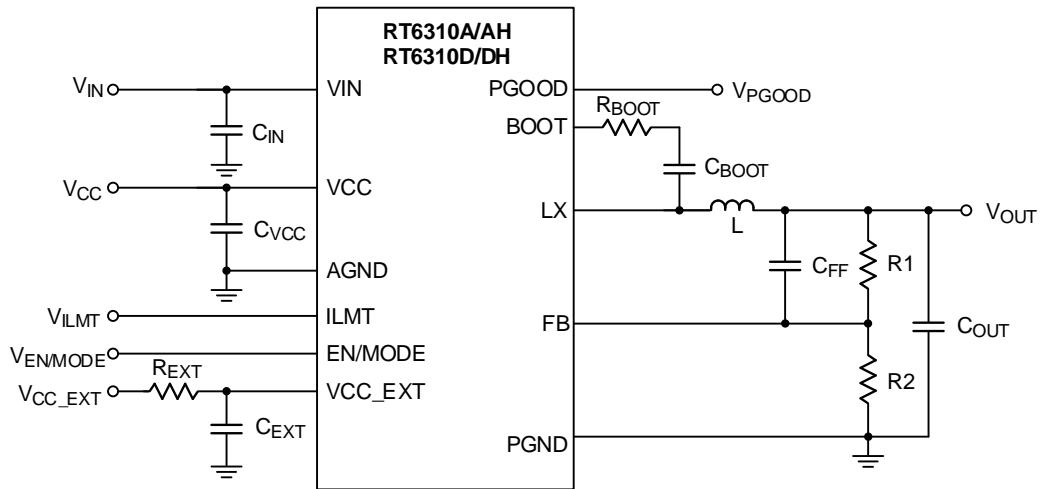 RT6310A/AH
RT6310D/DH
VIN
VIN
CIN
VCC
VCC
CVCC
AGND
VILMT
ILMT
VEN/MODE
EN/MODE
VCC_EXT
REXT
VCC_EXT
CEXT
PGOOD
VPGOOD
BOOT
RBOOT
CBOOT
LX
L
VOUT
CFF
R1
FB
COUT
R2
PGND